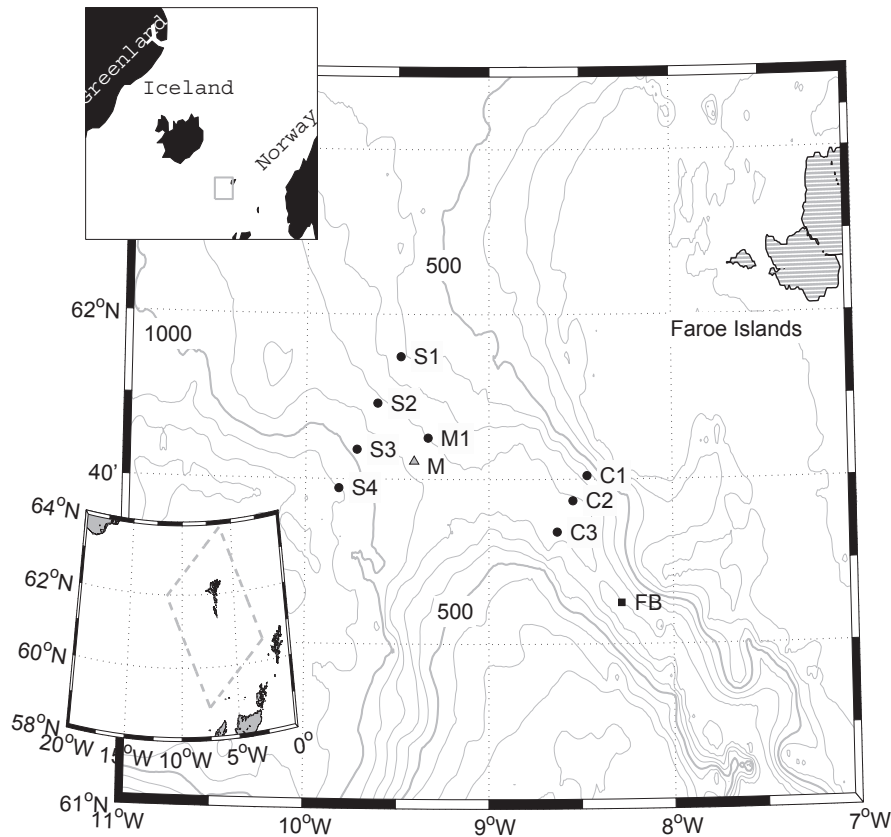 Greenland
Iceland
Norway
500
62°N
1000
Faroe Islands
S1
S2
M1
S3
M
40'
S4
C1
C2
C3
64°N
62°N
60°N
58°N
20°W
15°W
10°W
5°W
0°
500
FB
61°N
11°W
10°W
9°W
8°W
7°W